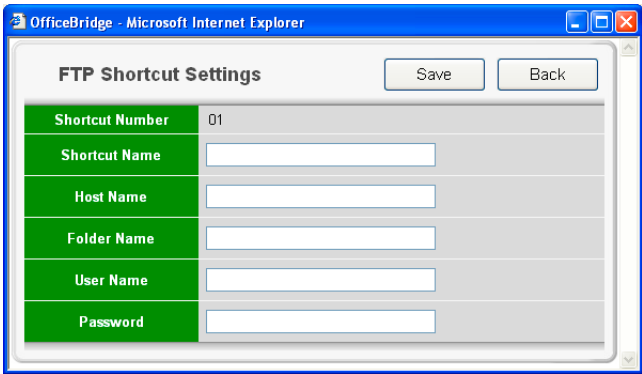 OfficeBridge - Microsoft Internet Explorer
FTP Shortcut Settings Save Back
Shortcut Number 01
Shortcut Name
Host Name
Folder Name
User Name
Password